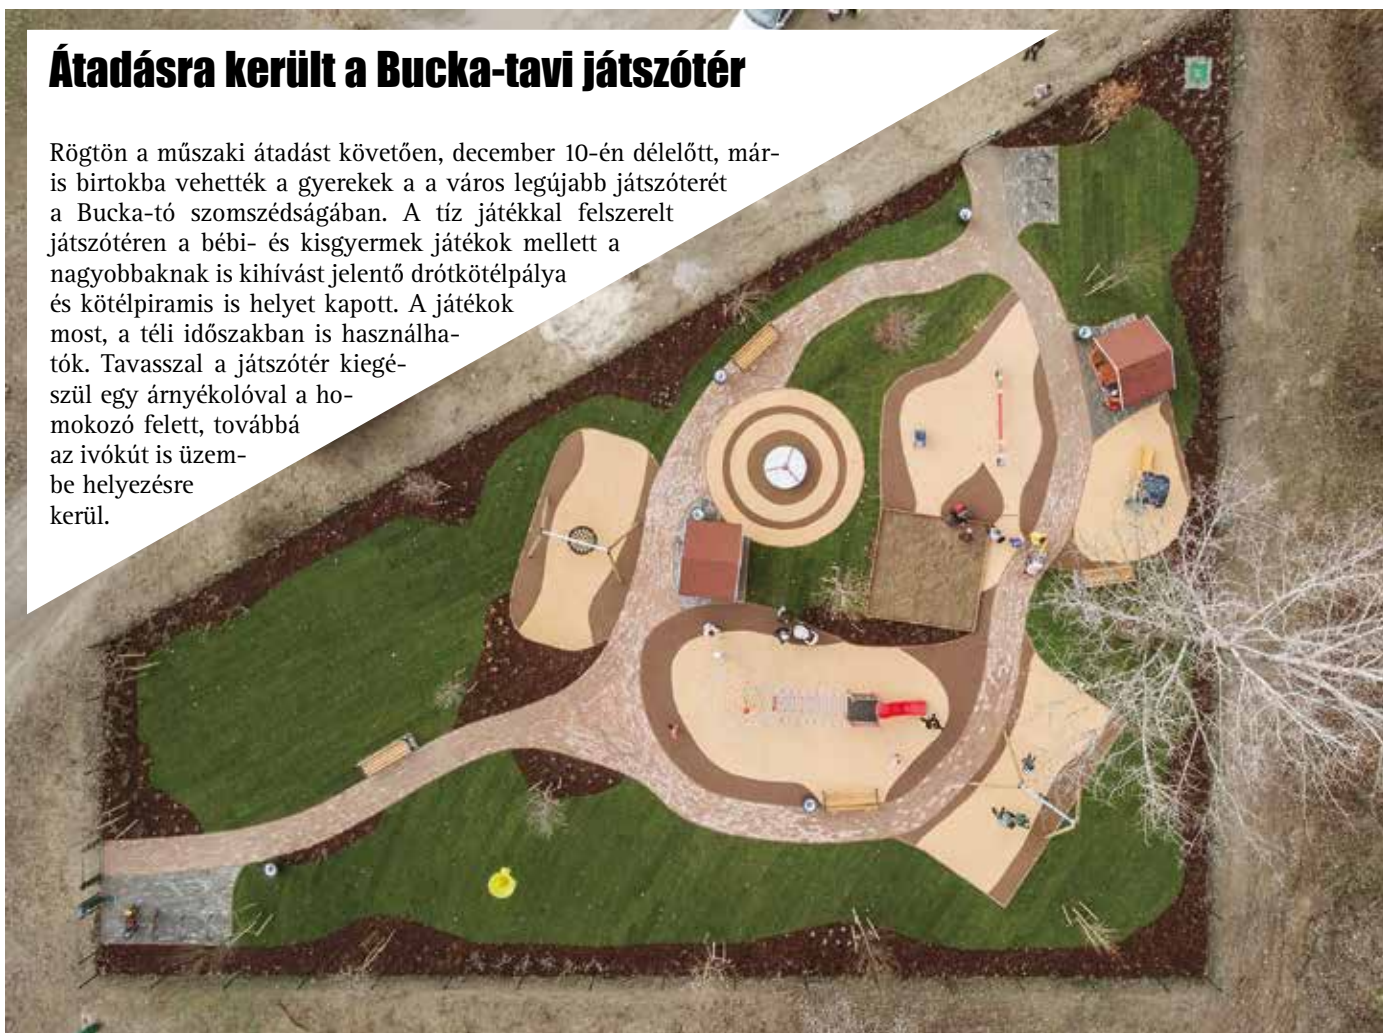 Átadásra került a Bucka-tavi játszótér
Rögtön a műszaki átadást követően, december 10-én délelőtt, már-
is birtokba vehették a gyerekek a a város legújabb játszóterét
a Bucka-tó szomszédságában. A tíz játékkal felszerelt
játszótéren a bébi- és kisgyermek játékok mellett a
nagyobbaknak is kihívást jelentő drótkötélpálya
és kötélpiramis is helyet kapott. A játékok
most, a téli időszakban is használha-
tók. Tavasszal a játszótér kiegé-
szül egy árnyékolóval a ho-
mokozó felett, továbbá
az ivókút is üzem-
be helyezésre
kerül.